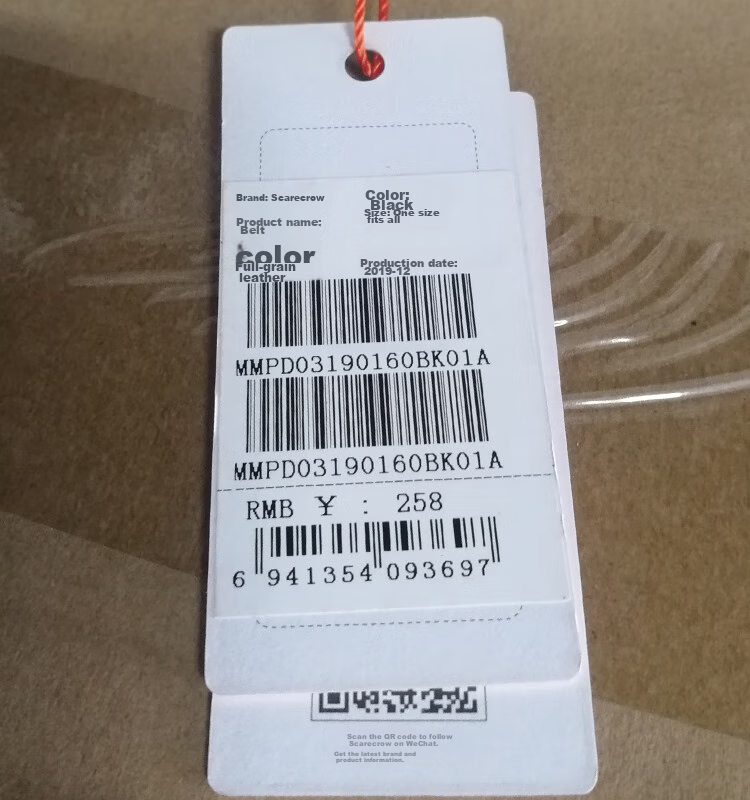 Brand: Scarecrow
Color:
Black
Size: One size
fits all
Product name:
Belt
color
Full-grain
leather
Production date:
2019-12
MMPD03190160BK01A
MMPD03190160BK01A
RMB ¥ : 258
6 941354 093697
Scan the QR code to follow
Scarecrow on WeChat.
Get the latest brand and
product information.